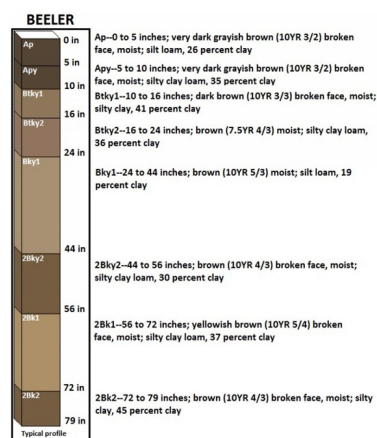 BEELER
Ap
0 in
Ap--0 to 5 inches; very dark grayish brown (10YR 3/2) broken
face, moist; silt loam, 26 percent clay
5 in
Apy
Apy--5 to 10 inches; very dark grayish brown (10YR 3/2) broken
face, moist; silty clay loam, 35 percent clay
10 in
Btky1
Btky1--10 to 16 inches; dark brown (10YR 3/3) broken face, moist;
silty clay, 41 percent clay
16 in
Btky2
Btky2--16 to 24 inches; brown (7.5YR 4/3) moist; silty clay loam,
36 percent clay
24 in
Bky1
Bky1--24 to 44 inches; brown (10YR 5/3) moist; silt loam, 19
percent clay
44 in
2Bky2
2Bky2--44 to 56 inches; brown (10YR 4/3) broken face, moist;
silty clay loam, 30 percent clay
56 in
2Bk1
2Bk1--56 to 72 inches; yellowish brown (10YR 5/4) broken
face, moist; silty clay loam, 37 percent clay
72 in
2Bk2
2Bk2--72 to 79 inches; brown (10YR 4/3) broken face, moist; silty
clay, 45 percent clay
79 in
Typical profile